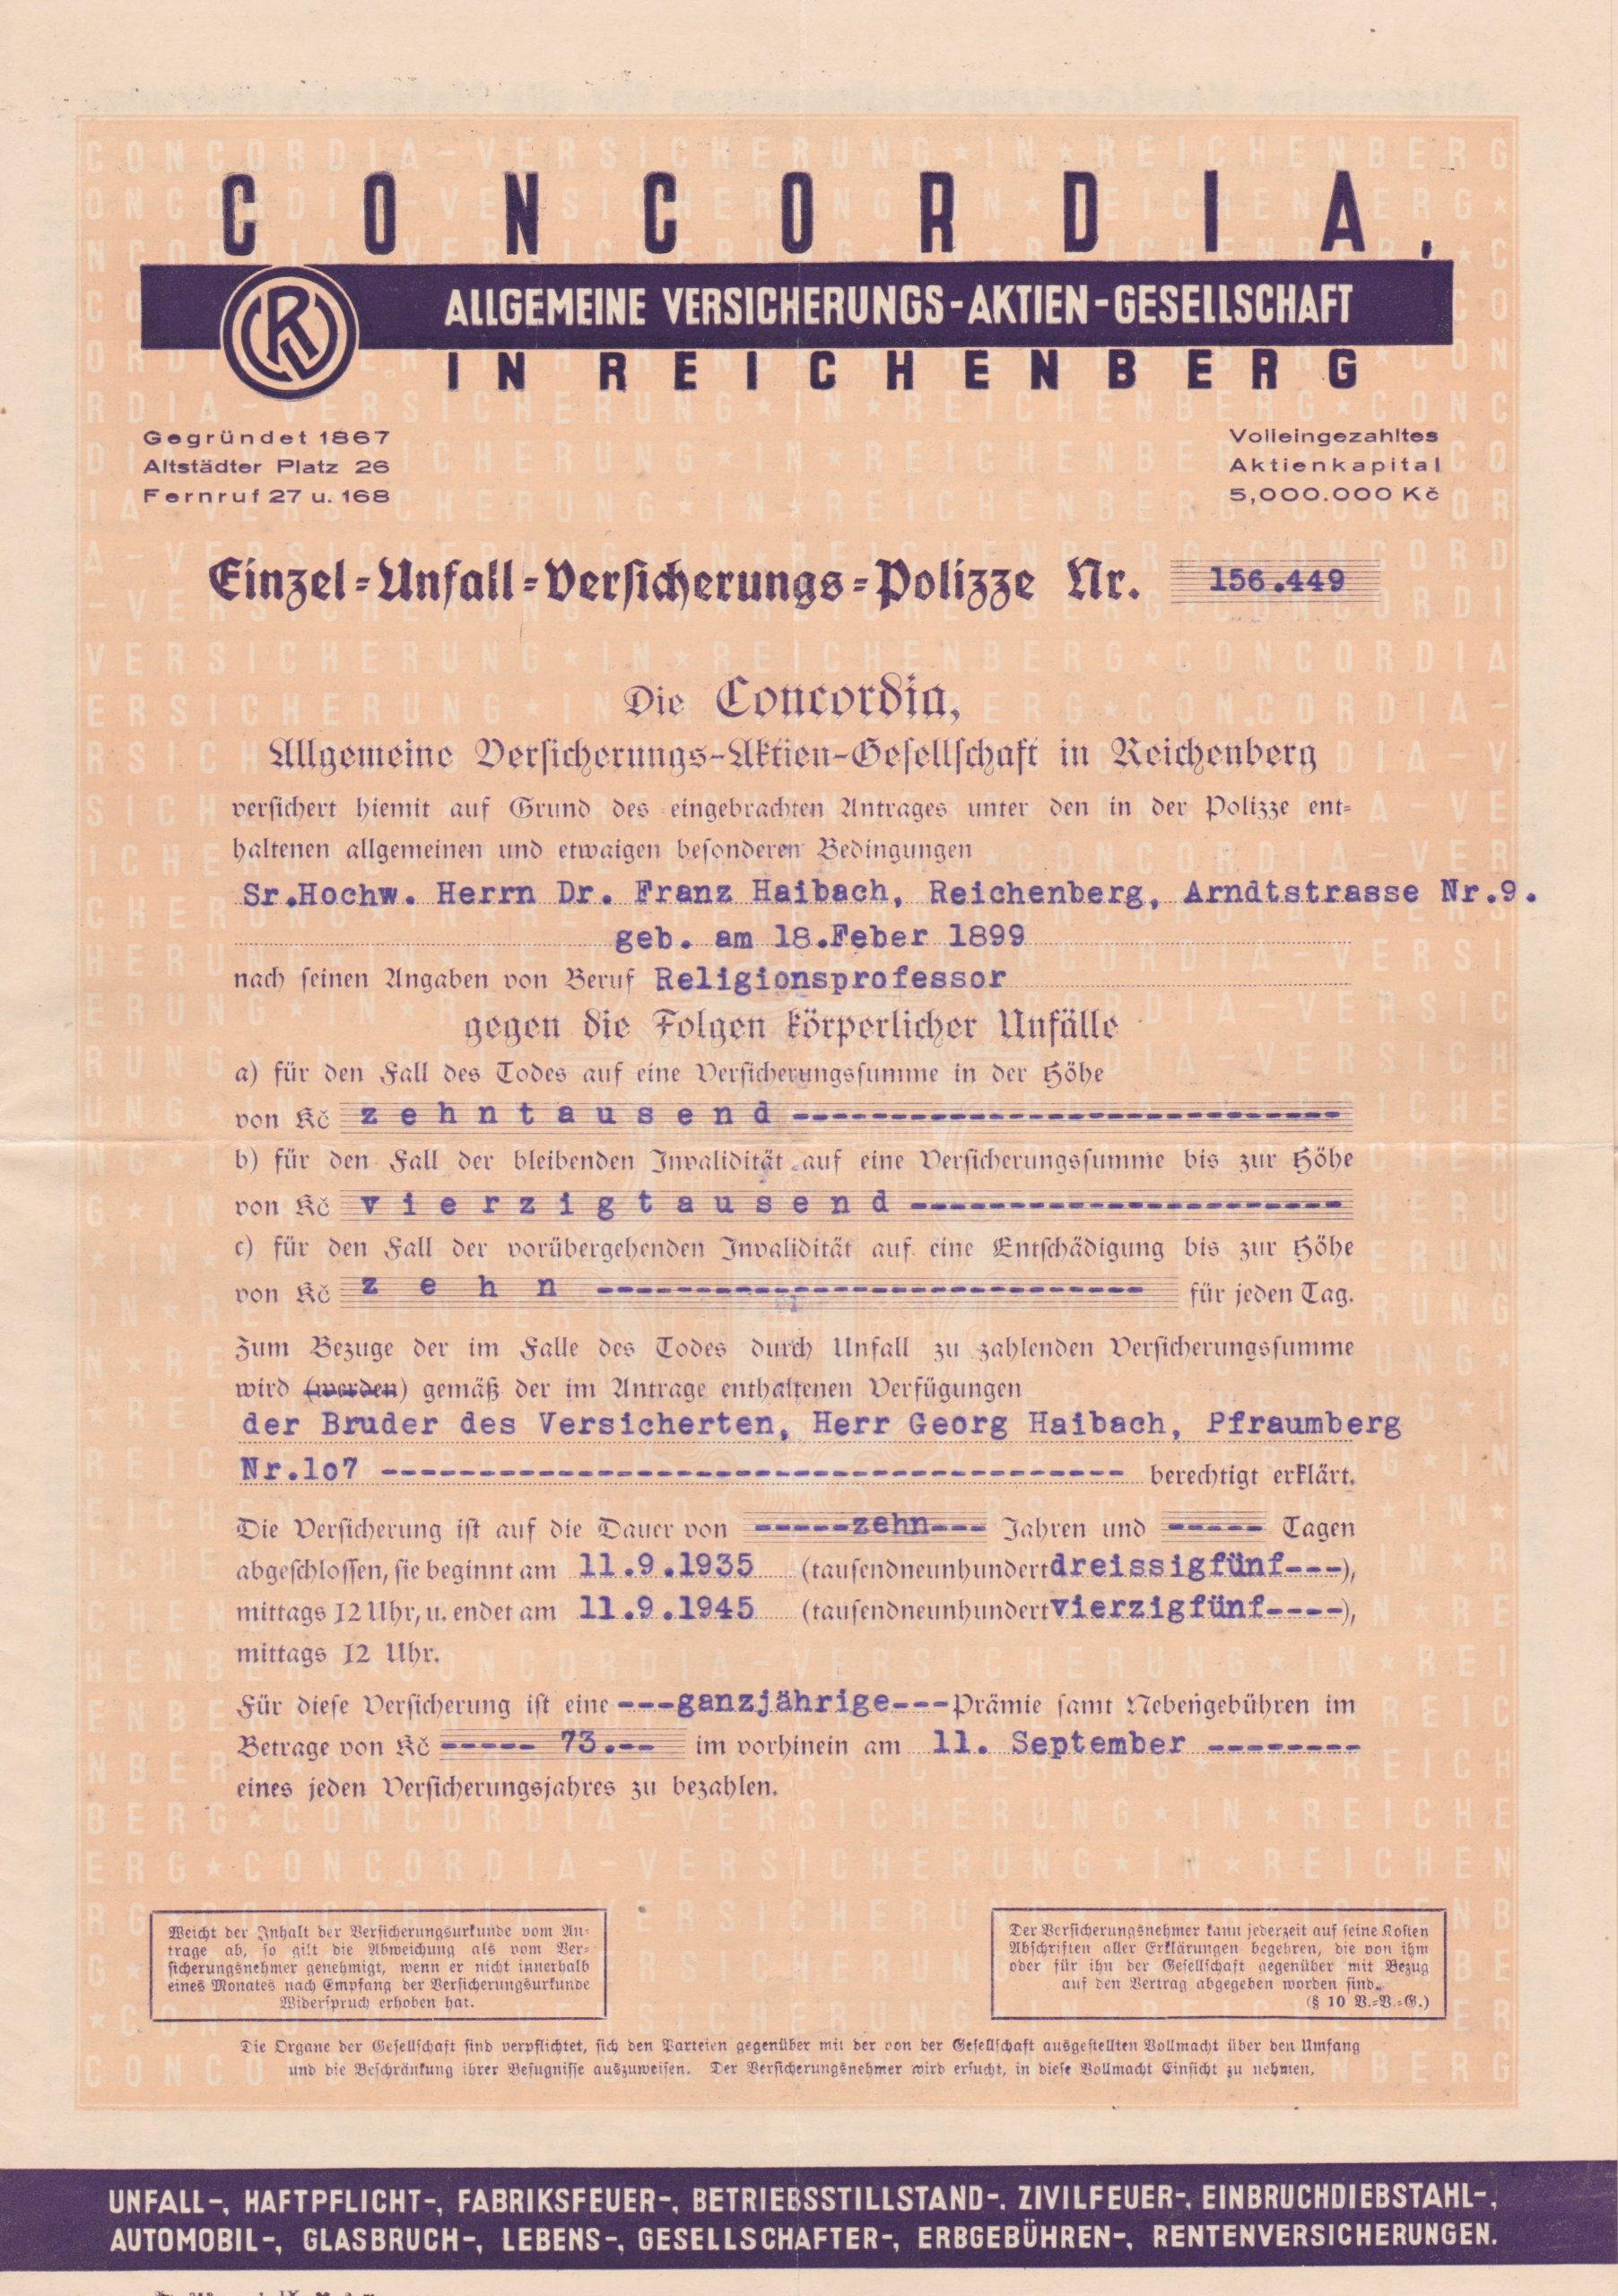 CONCORDIA,
ALLGEMEINE VERSICHERUNGS-AKTIEN-GESELLSCHAFT
IN REICHENBERG
Gegründet 1867
Altstädter Platz 26
Fernruf 27 u. 168
Volleingezahltes
Aktienkapital
5,000.000 Kč
Einzel-Unfall-Versicherungs-Polizze Nr. 156.449
Die Concordia,
Allgemeine Versicherungs-Aktien-Gesellschaft in Reichenberg
versichert hiemit auf Grund des eingebrachten Antrages unter den in der Polizze ent-
haltenen allgemeinen und etwaigen besonderen Bedingungen
Sr.Hochw. Herrn Dr. Franz Haibach, Reichenberg, Arndtstrasse Nr.9.
geb. am 18.Feber 1899
nach seinen Angaben von Beruf Religionsprofessor
gegen die Folgen körperlicher Unfälle
a) für den Fall des Todes auf eine Versicherungssumme in der Höhe
von Kč zehntausend----------------------------
b) für den Fall der bleibenden Invalidität auf eine Versicherungssumme bis zur Höhe
von Kč vierzigtausend----------------------
c) für den Fall der vorübergehenden Invalidität auf eine Entschädigung bis zur Höhe
von Kč zehn ---------------------------- für jeden Tag.
Zum Bezuge der im Falle des Todes durch Unfall zu zahlenden Versicherungssumme
wird (werden) gemäß der im Antrage enthaltenen Verfügungen
der Bruder des Versicherten, Herr Georg Haibach, Pfraumberg
Nr.1o7 -------------------------------------- berechtigt erklärt.
Die Versicherung ist auf die Dauer von -----zehn--- Jahren und ----- Tagen
abgeschlossen, sie beginnt am 11.9.1935 (tausendneunhundertdreissigfünf---),
mittags 12 Uhr, u. endet am 11.9.1945 (tausendneunhundertvierzigfünf----),
mittags 12 Uhr.
Für diese Versicherung ist eine ---ganzjährige--- Prämie samt Nebengebühren im
Betrage von Kč ----- 73.-- im vorhinein am 11. September --------
eines jeden Versicherungsjahres zu bezahlen.
Weicht der Inhalt der Versicherungsurkunde vom An-
trage ab, so gilt die Abweichung als vom Ver-
sicherungsnehmer genehmigt, wenn er nicht innerhalb
eines Monates nach Empfang der Versicherungsurkunde
Widerspruch erhoben hat.
Der Versicherungsnehmer kann jederzeit auf seine Kosten
Abschriften aller Erklärungen begehren, die von ihm
oder für ihn der Gesellschaft gegenüber mit Bezug
auf den Vertrag abgegeben worden sind.
(§ 10 V.-V.-G.)
Die Organe der Gesellschaft sind verpflichtet, sich den Parteien gegenüber mit der von der Gesellschaft ausgestellten Vollmacht über den Umfang
und die Beschränkung ihrer Befugnisse auszuweisen. Der Versicherungsnehmer wird ersucht, in diese Vollmacht Einsicht zu nehmen.
UNFALL-, HAFTPFLICHT-, FABRIKSFEUER-, BETRIEBSSTILLSTAND-, ZIVILFEUER-, EINBRUCHDIEBSTAHL-,
AUTOMOBIL-, GLASBRUCH-, LEBENS-, GESELLSCHAFTER-, ERBGEBÜHREN-, RENTENVERSICHERUNGEN.